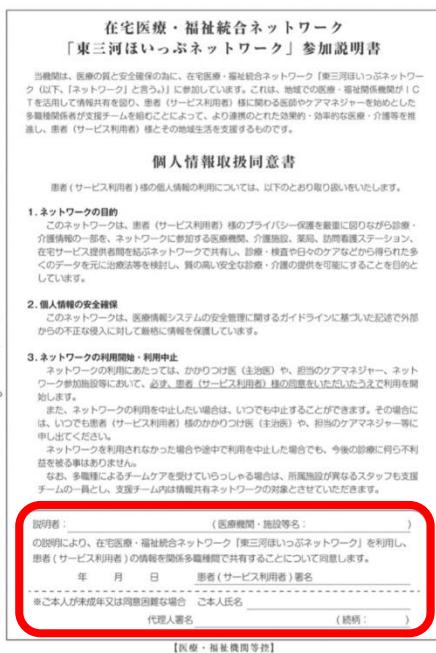 在宅医療・福祉統合ネットワーク
「東三河ほいっぷネットワーク」参加説明書
当機関は、医療の質と安全確保の為に、在宅医療・福祉統合ネットワーク「東三河ほいっぷネットワー
ク（以下、「ネットワーク」と言う。）」に参加しています。これは、地域での医療・福祉関係機関がＩＣ
Ｔを活用して情報共有を図り、患者（サービス利用者）様に関わる医師やケアマネジャーを始めとした
多職種関係者が支援チームを組むことによって、より連携のとれた効果的・効率的な医療・介護等を推
進し、患者（サービス利用者）様とその地域生活を支援するものです。
個人情報取扱同意書
患者（サービス利用者）様の個人情報の利用については、以下のとおり取り扱いをいたします。
1. ネットワークの目的
このネットワークは、患者（サービス利用者）様のプライバシー保護を厳重に図りながら診療・
介護情報の一部を、ネットワークに参加する医療機関、介護施設、薬局、訪問看護ステーション、
在宅サービス提供者間を結ぶネットワークで共有し、診療・検査や日々のケアなどから得られた多
くのデータを元に治療法等を検討し、質の高い安全な診療・介護の提供を可能にすることを目的と
しています。
2. 個人情報の安全確保
このネットワークは、医療情報システムの安全管理に関するガイドラインに基づいた記述で外部
からの不正な侵入に対して厳格に情報を保護しています。
3. ネットワークの利用開始・利用中止
ネットワークの利用にあたっては、かかりつけ医（主治医）や、担当のケアマネジャー、ネット
ワーク参加施設等において、必ず、患者（サービス利用者）様の同意をいただいたうえで利用を開
始します。
また、ネットワークの利用を中止したい場合は、いつでも中止することができます。その場合に
は、いつでも患者（サービス利用者）様のかかりつけ医（主治医）や、担当のケアマネジャー等に
申し出てください。
ネットワークを利用されなかった場合や途中で利用を中止した場合でも、今後の診療に何ら不利
益を被る事はありません。
なお、多職種によるチームケアを受けていらっしゃる場合は、所属施設が異なるスタッフも支援
チームの一員とし、支援チーム内は情報共有ネットワークの対象とさせていただきます。
説明者： （医療機関・施設等名： ）
の説明により、在宅医療・福祉統合ネットワーク「東三河ほいっぷネットワーク」を利用し、
患者（サービス利用者）の情報を関係多職種間で共有することについて同意します。
年 月 日 患者（サービス利用者）署名
※ご本人が未成年又は同意困難な場合 ご本人氏名
代理人署名 （続柄： ）
【医療・福祉機関等控】